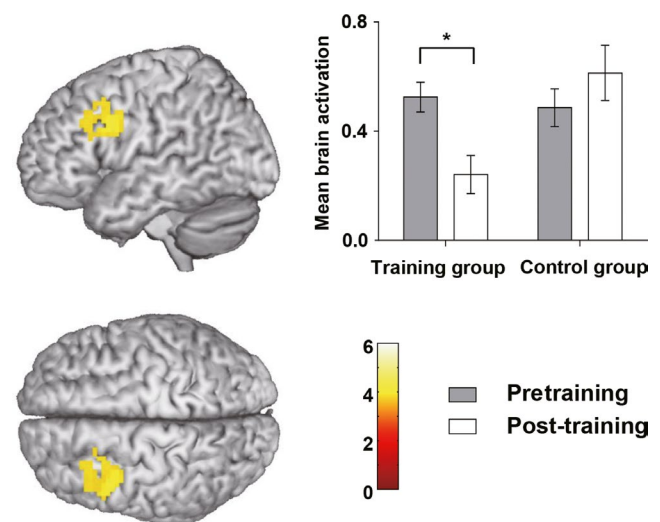 Mean brain activation
0.8
0.4
0.0
*
Training group Control group
6
4
2
0
Pretraining
Post-training